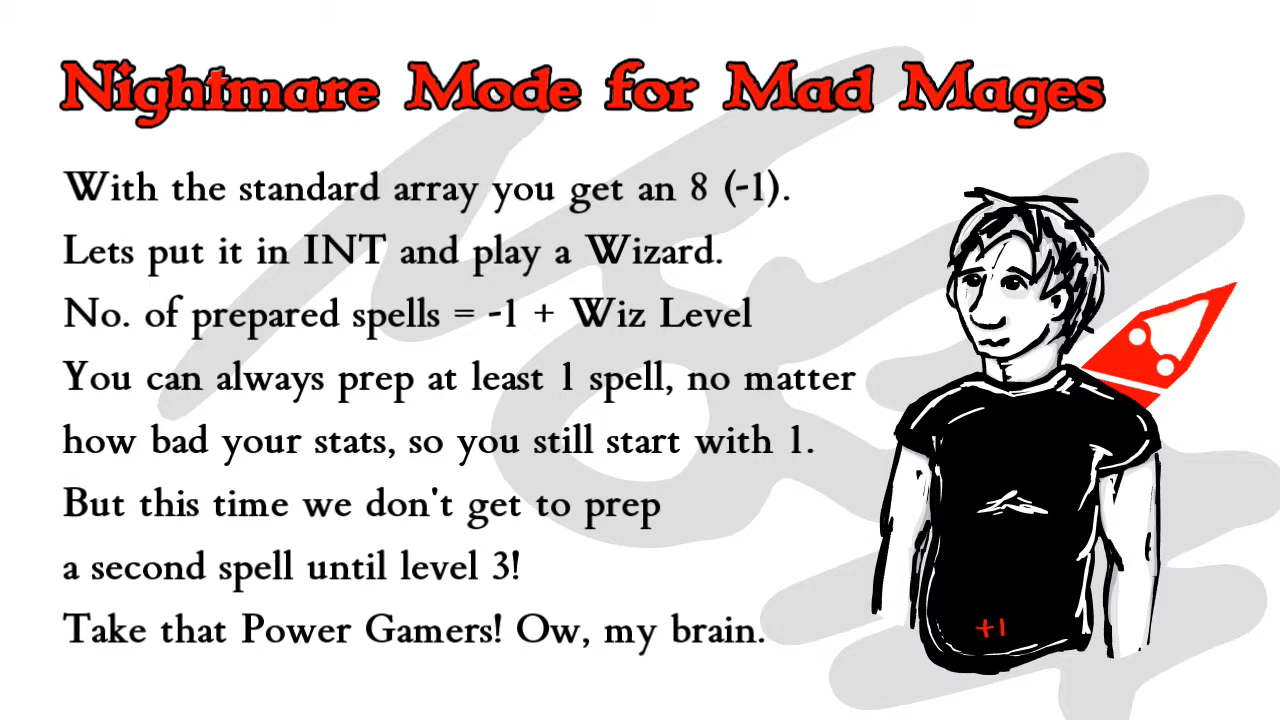 Nightmare Mode for Mad Mages
With the standard array you get an 8 (-1).
Lets put it in INT and play a Wizard.
No. of prepared spells = -1 + Wiz Level
You can always prep at least 1 spell, no matter
how bad your stats, so you still start with 1.
But this time we don't get to prep
a second spell until level 3!
Take that Power Gamers! Ow, my brain.
+1